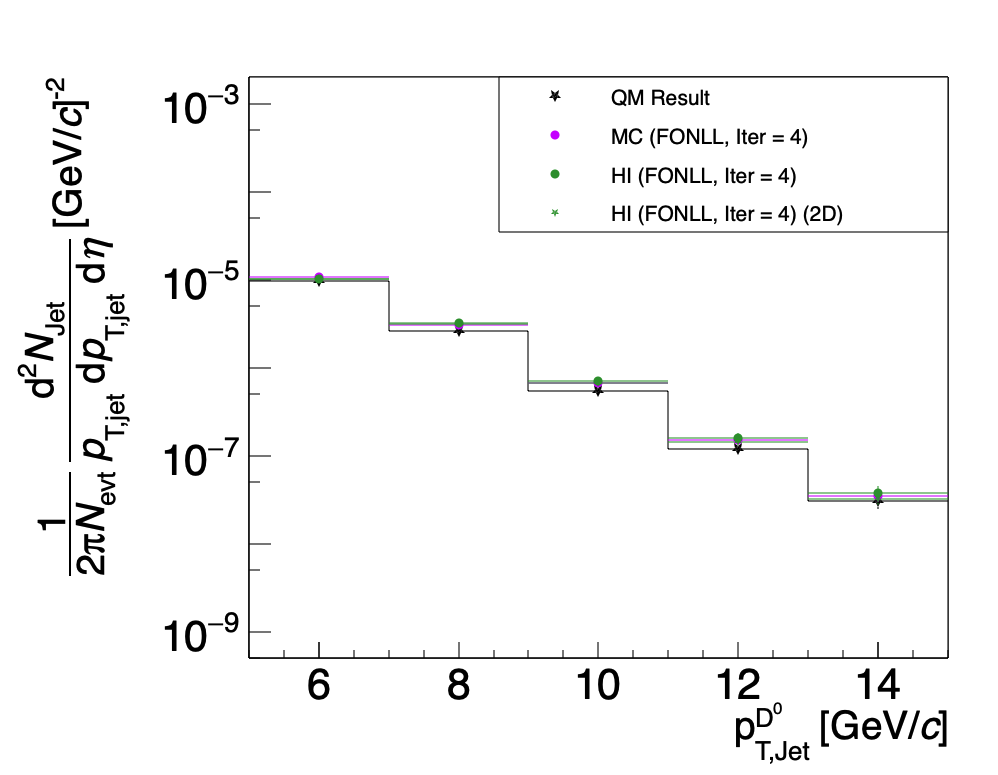 1/(2πN_evt) d²N_Jet/(p_T,jet dp_T,jet dη) [GeV/c]⁻²
10⁻³
10⁻⁵
10⁻⁷
10⁻⁹
QM Result
MC (FONLL, Iter = 4)
HI (FONLL, Iter = 4)
HI (FONLL, Iter = 4) (2D)
6 8 10 12 14
p_T,Jet^D⁰ [GeV/c]